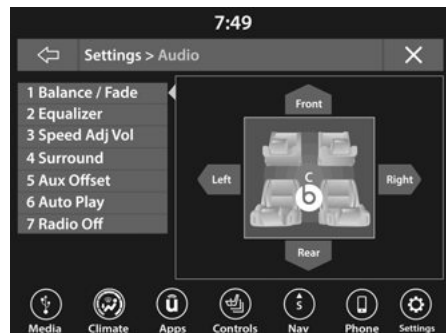 7:49
Settings > Audio
1 Balance / Fade
2 Equalizer
3 Speed Adj Vol
4 Surround
5 Aux Offset
6 Auto Play
7 Radio Off
Front
Left
C
b
Right
Rear
ū
S
Media Climate Apps Controls Nav Phone Settings